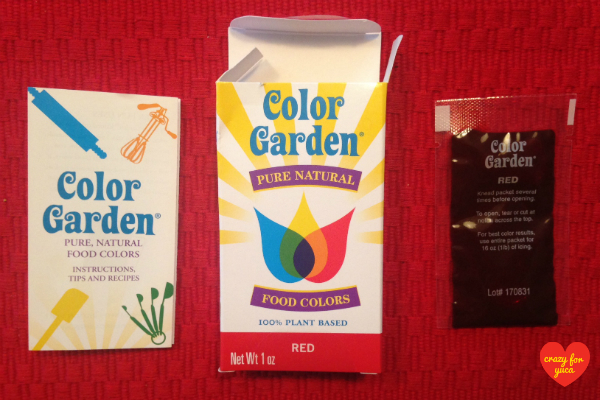 Color
Garden®
PURE, NATURAL
FOOD COLORS
INSTRUCTIONS,
TIPS AND RECIPES
Color
Garden®
PURE NATURAL
FOOD COLORS
100% PLANT BASED
RED
Net Wt 1 oz
Color
Garden®
RED
Knead packet several
times before opening.
To open, tear or cut at
notch across the top.
For best color results,
use entire packet for
16 oz (1lb) of icing.
Lot# 170831
crazy for
yuca